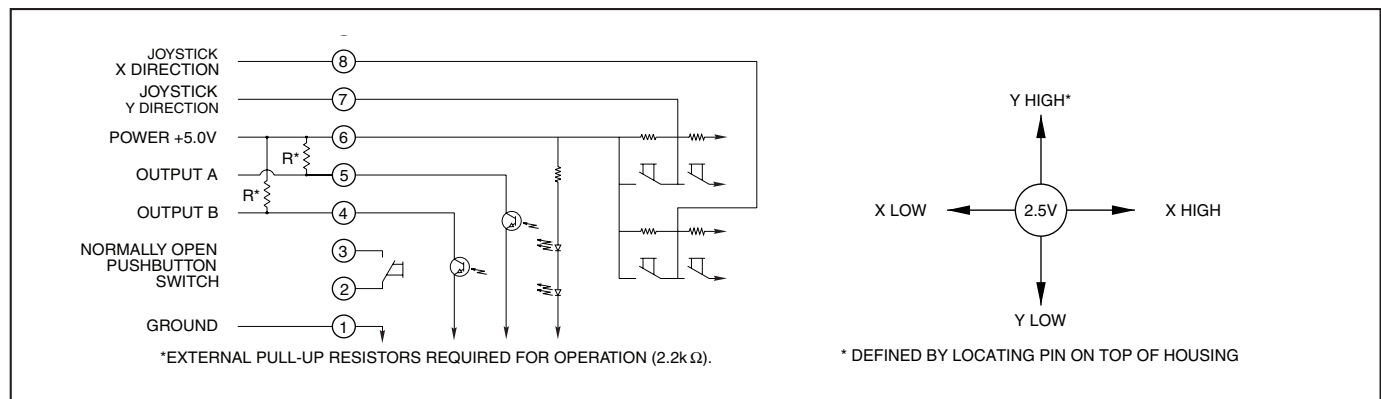 JOYSTICK
X DIRECTION
8
JOYSTICK
Y DIRECTION
7
POWER +5.0V
6
R*
OUTPUT A
5
R*
OUTPUT B
4
NORMALLY OPEN
PUSHBUTTON
SWITCH
3
2
GROUND
1
*EXTERNAL PULL-UP RESISTORS REQUIRED FOR OPERATION (2.2kΩ).
Y HIGH*
X LOW
2.5V
X HIGH
Y LOW
* DEFINED BY LOCATING PIN ON TOP OF HOUSING